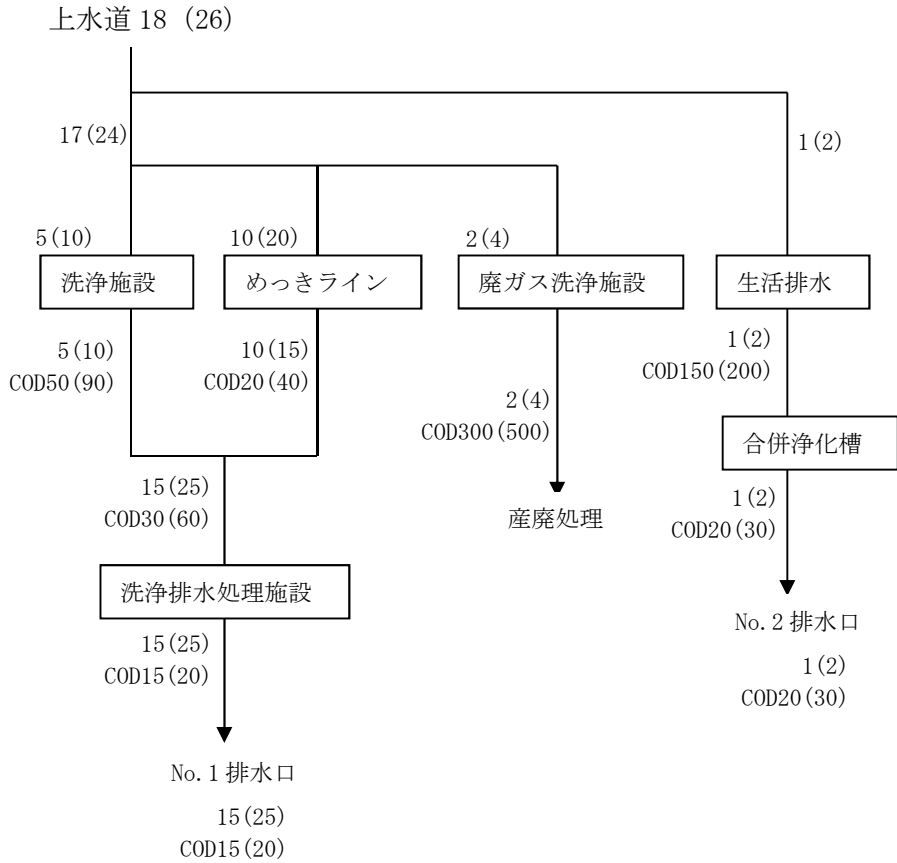 上水道 18 (26)
17(24)
1(2)
5(10)
10(20)
2(4)
洗浄施設
めっきライン
廃ガス洗浄施設
生活排水
5(10)
COD50(90)
10(15)
COD20(40)
2(4)
COD300(500)
1(2)
COD150(200)
合併浄化槽
15(25)
COD30(60)
産廃処理
1(2)
COD20(30)
洗浄排水処理施設
15(25)
COD15(20)
No.2 排水口
1(2)
COD20(30)
No.1 排水口
15(25)
COD15(20)